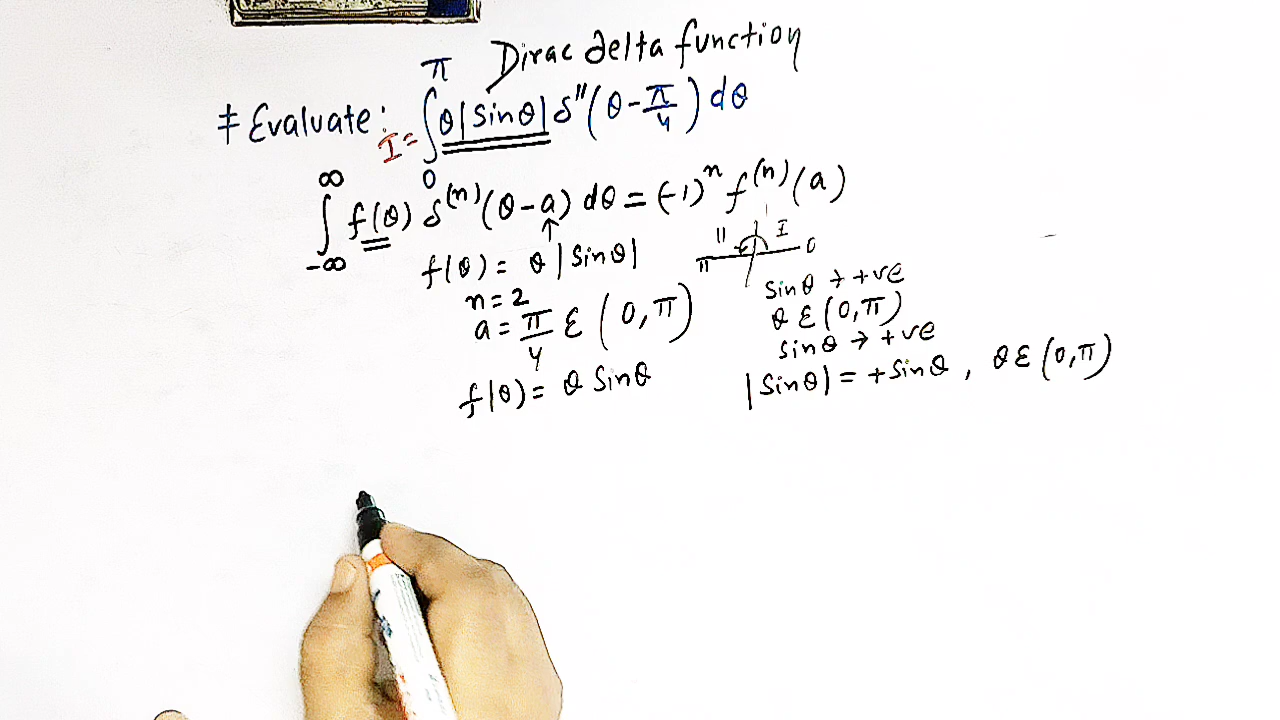 Dirac delta function
# Evaluate: I = ∫₀^π θ|sinθ| δ''(θ - π/4) dθ
∫_{-∞}^{∞} f(θ) δ^(n)(θ-a) dθ = (-1)^n f^(n)(a)
f(θ) = θ|sinθ|
II I
π 0
n = 2
sinθ → +ve
a = π/4 ε (0, π)
θ ε (0, π)
sinθ → +ve
f(θ) = θ sinθ
|sinθ| = +sinθ, θ ε (0, π)